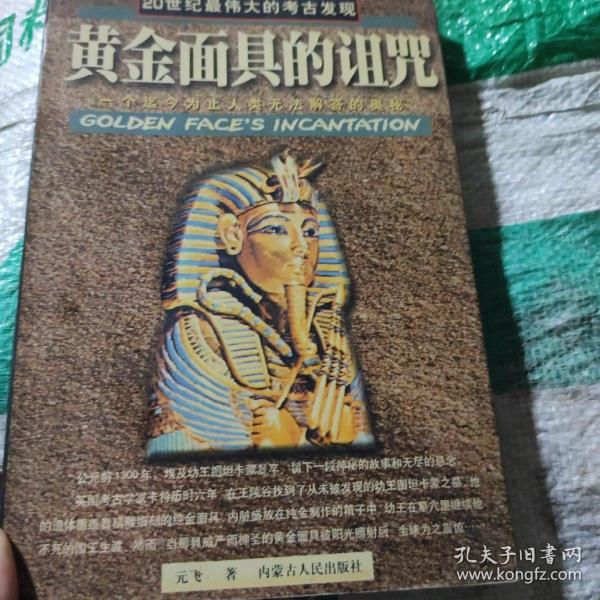 20世纪最伟大的考古发现
黄金面具的诅咒
一个迄今为止人类无法解答的奥秘
GOLDEN FACE'S INCANTATION
公元前1300年，埃及幼王图坦卡蒙暴卒，留下一段神秘的故事和无尽的悬念。
英国考古学家卡特历时六年，在王陵谷找到了从未被发现的幼王图坦卡蒙之墓。他
的遗体覆盖着精雕细刻的纯金面具，内脏盛放在纯金制作的箱子中，幼王在墓穴里继续他
不死的国王生涯。然而，当那具威严而神圣的黄金面具被阳光照射后，全球为之震惊……
元飞 著 内蒙古人民出版社
孔夫子旧书网
www.kongfz.com